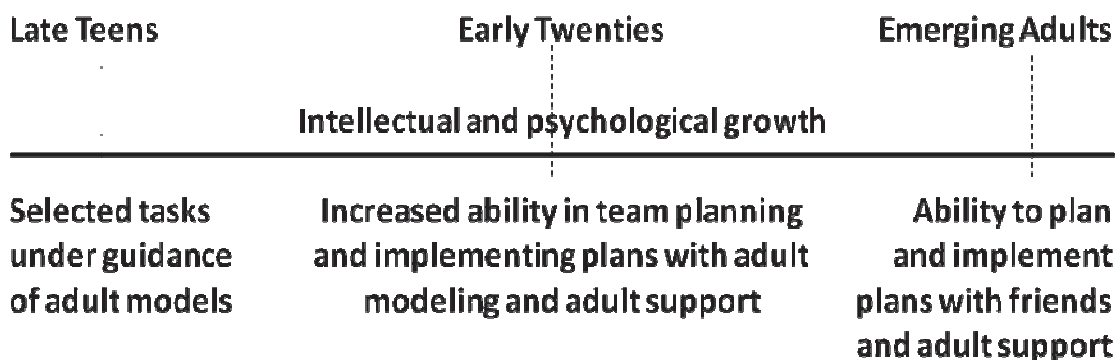 Late Teens
Early Twenties
Emerging Adults
Intellectual and psychological growth
Selected tasks
under guidance
of adult models
Increased ability in team planning
and implementing plans with adult
modeling and adult support
Ability to plan
and implement
plans with friends
and adult support